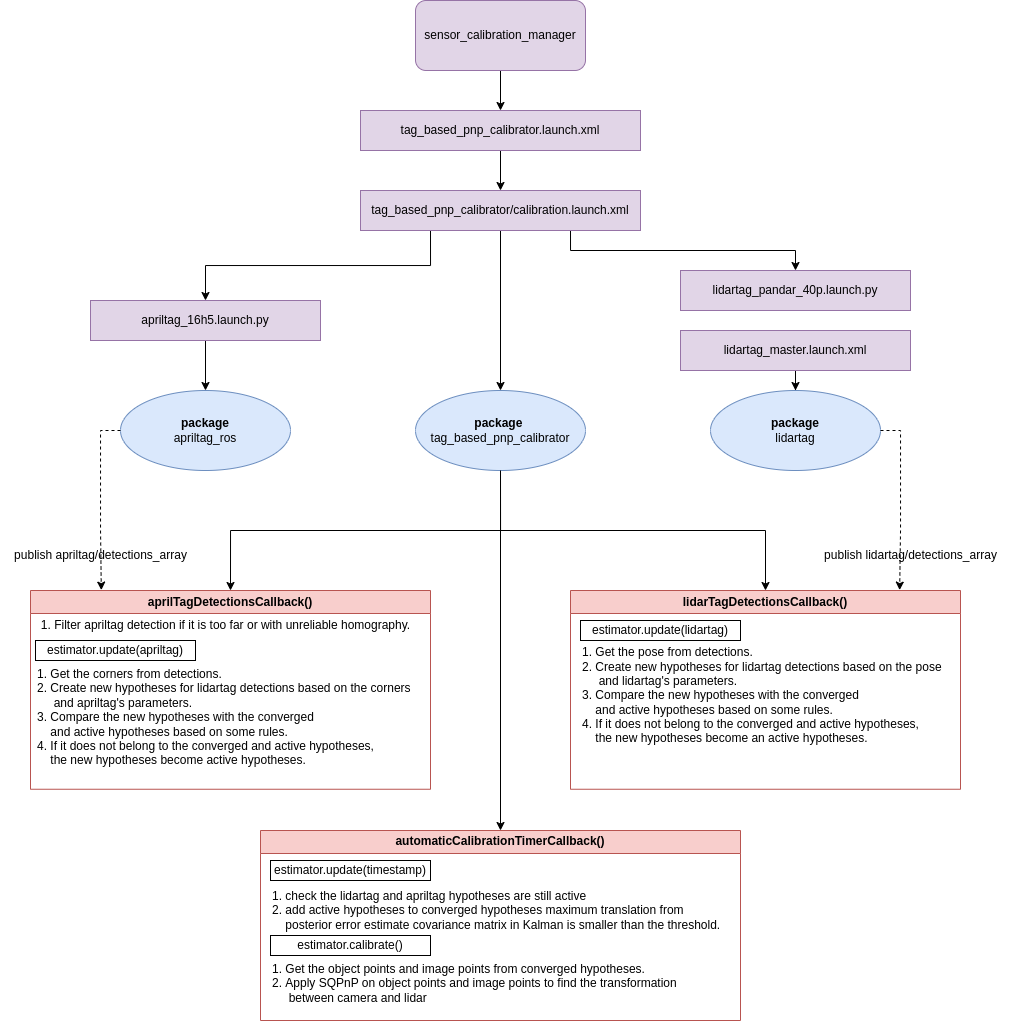 sensor_calibration_manager
tag_based_pnp_calibrator.launch.xml
tag_based_pnp_calibrator/calibration.launch.xml
lidartag_pandar_40p.launch.py
apriltag_16h5.launch.py
lidartag_master.launch.xml
package
apriltag_ros
package
tag_based_pnp_calibrator
package
lidartag
publish apriltag/detections_array
publish lidartag/detections_array
aprilTagDetectionsCallback()
1. Filter apriltag detection if it is too far or with unreliable homography.
estimator.update(apriltag)
1. Get the corners from detections.
2. Create new hypotheses for lidartag detections based on the corners
and apriltag's parameters.
3. Compare the new hypotheses with the converged
and active hypotheses based on some rules.
4. If it does not belong to the converged and active hypotheses,
the new hypotheses become active hypotheses.
lidarTagDetectionsCallback()
estimator.update(lidartag)
1. Get the pose from detections.
2. Create new hypotheses for lidartag detections based on the pose
and lidartag's parameters.
3. Compare the new hypotheses with the converged
and active hypotheses based on some rules.
4. If it does not belong to the converged and active hypotheses,
the new hypotheses become an active hypotheses.
automaticCalibrationTimerCallback()
estimator.update(timestamp)
1. check the lidartag and apriltag hypotheses are still active
2. add active hypotheses to converged hypotheses maximum translation from
posterior error estimate covariance matrix in Kalman is smaller than the threshold.
estimator.calibrate()
1. Get the object points and image points from converged hypotheses.
2. Apply SQPnP on object points and image points to find the transformation
between camera and lidar